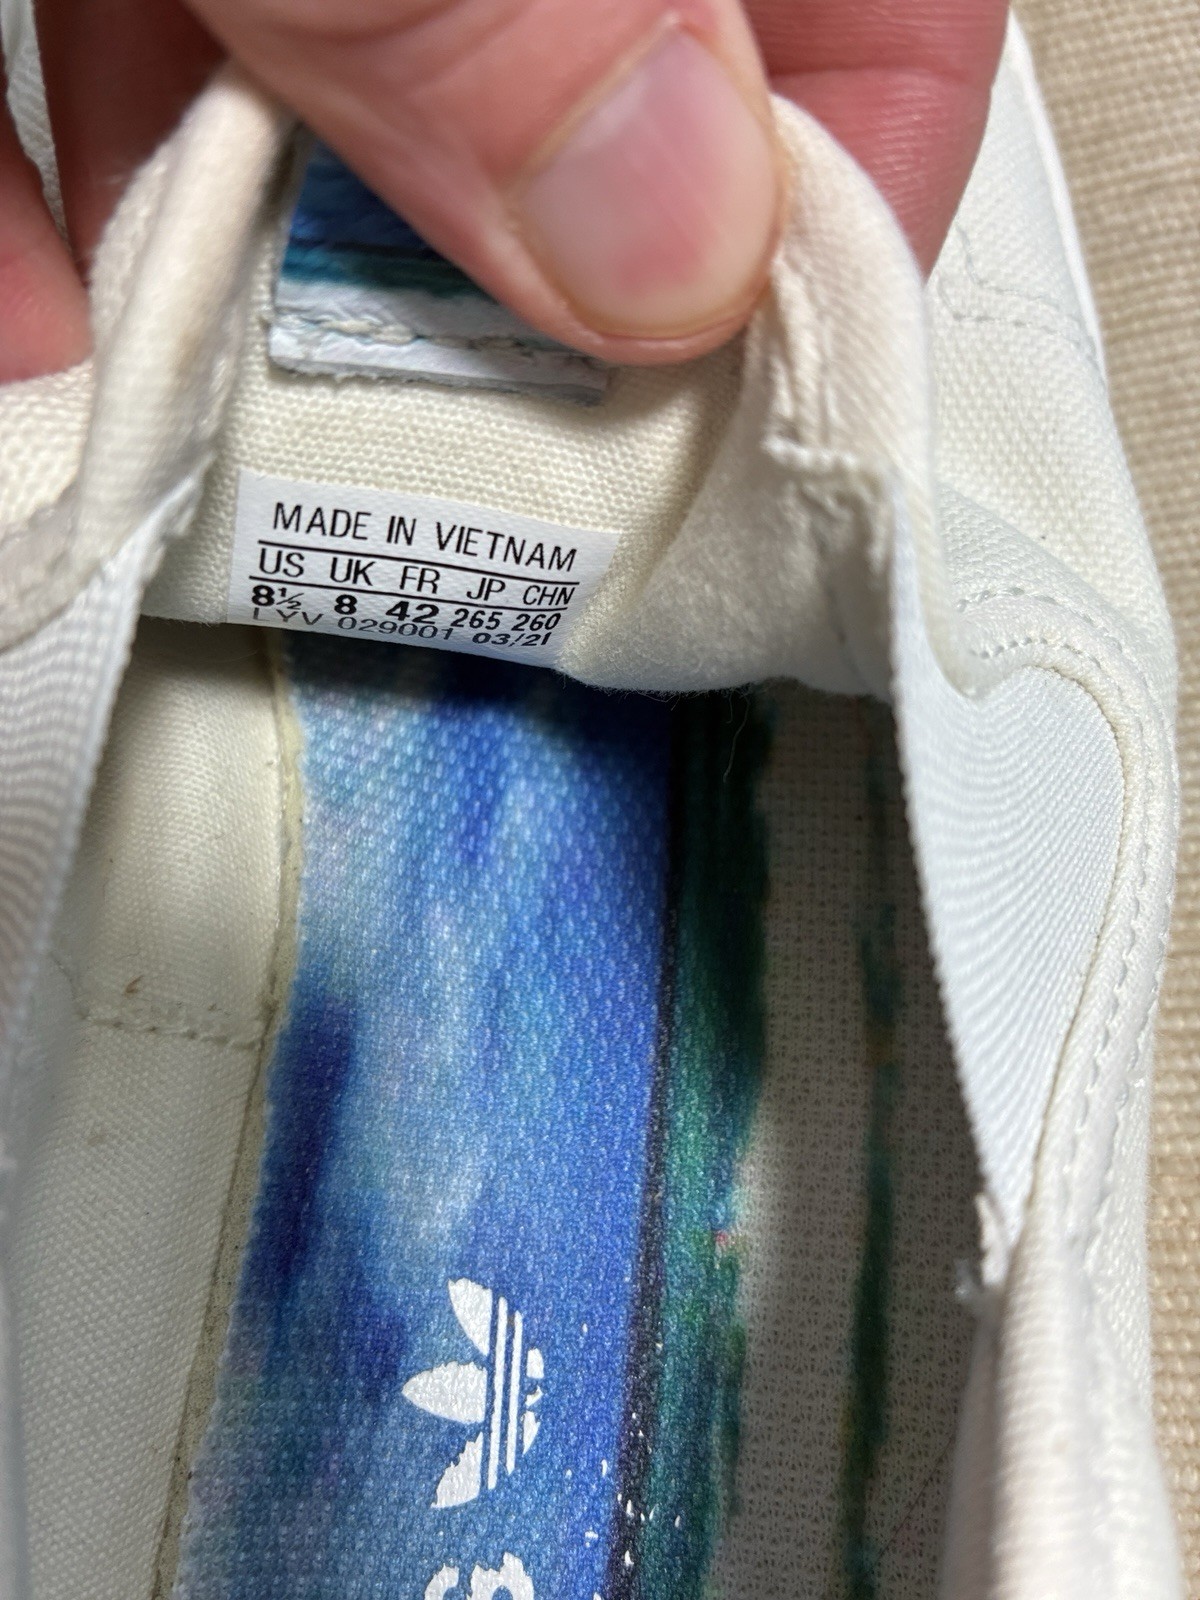 MADE IN VIETNAM
US UK FR JP CHN
8½ 8 42 265 260
LYV 029001 03/21